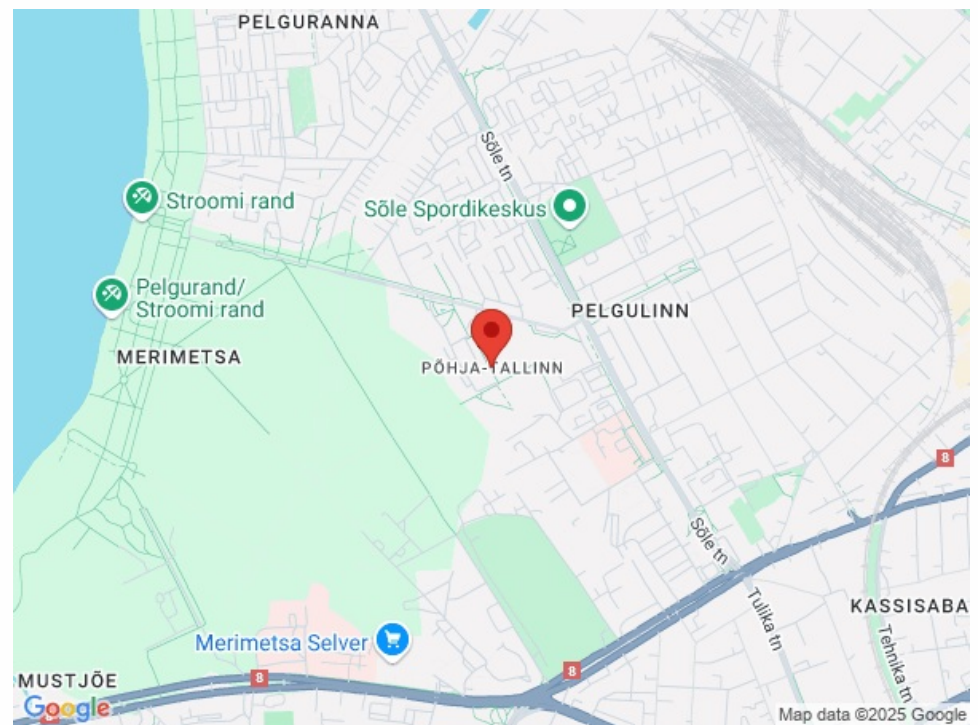 PELGURANNA
Sõle tn
Stroomi rand
Sõle Spordikeskus
Pelgurand/
Stroomi rand
PELGULINN
MERIMETSA
PÕHJA-TALLINN
8
Sõle tn
Tulika tn
KASSISABA
Tehnika tn
Merimetsa Selver
8
8
MUSTJÕE
8
Google
Map data ©2025 Google